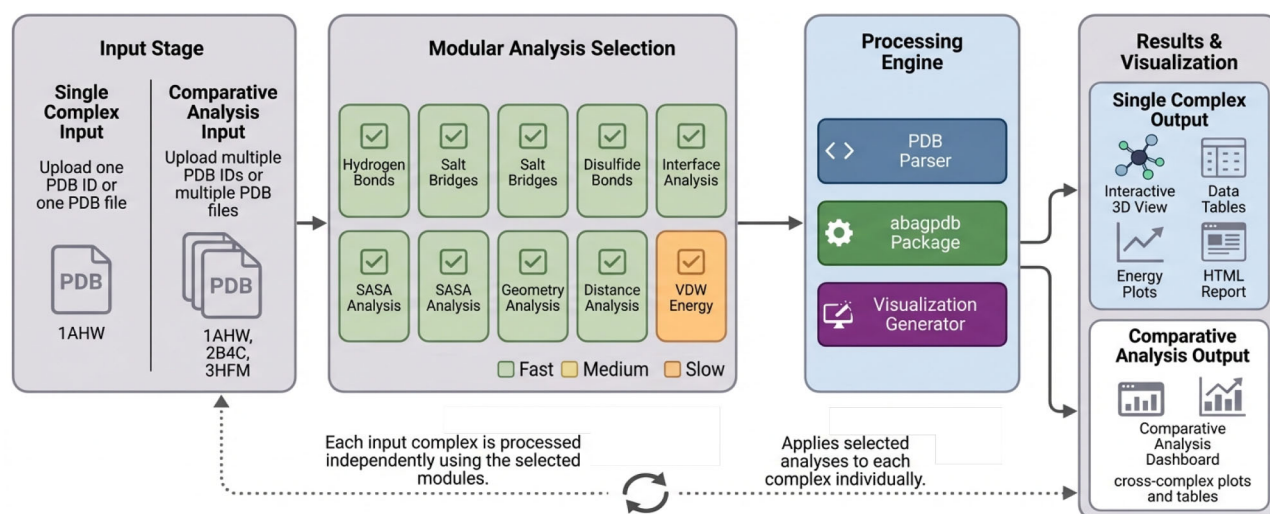 Input Stage
Single
Complex
Input
Upload one
PDB ID or
one PDB file
PDB
1AHW
Comparative
Analysis
Input
Upload multiple
PDB IDs or
multiple PDB
files
PDB
1AHW,
2B4C,
3HFM
Modular Analysis Selection
Hydrogen
Bonds
Salt
Bridges
Salt
Bridges
Disulfide
Bonds
Interface
Analysis
SASA
Analysis
SASA
Analysis
Geometry
Analysis
Distance
Analysis
VDW
Energy
Fast
Medium
Slow
Processing
Engine
PDB
Parser
abagpdb
Package
Visualization
Generator
Results &
Visualization
Single Complex
Output
Interactive
3D View
Data
Tables
Energy
Plots
HTML
Report
Comparative
Analysis Output
Comparative
Analysis
Dashboard
cross-complex plots
and tables
Each input complex is processed
independently using the selected
modules.
Applies selected
analyses to each
complex individually.